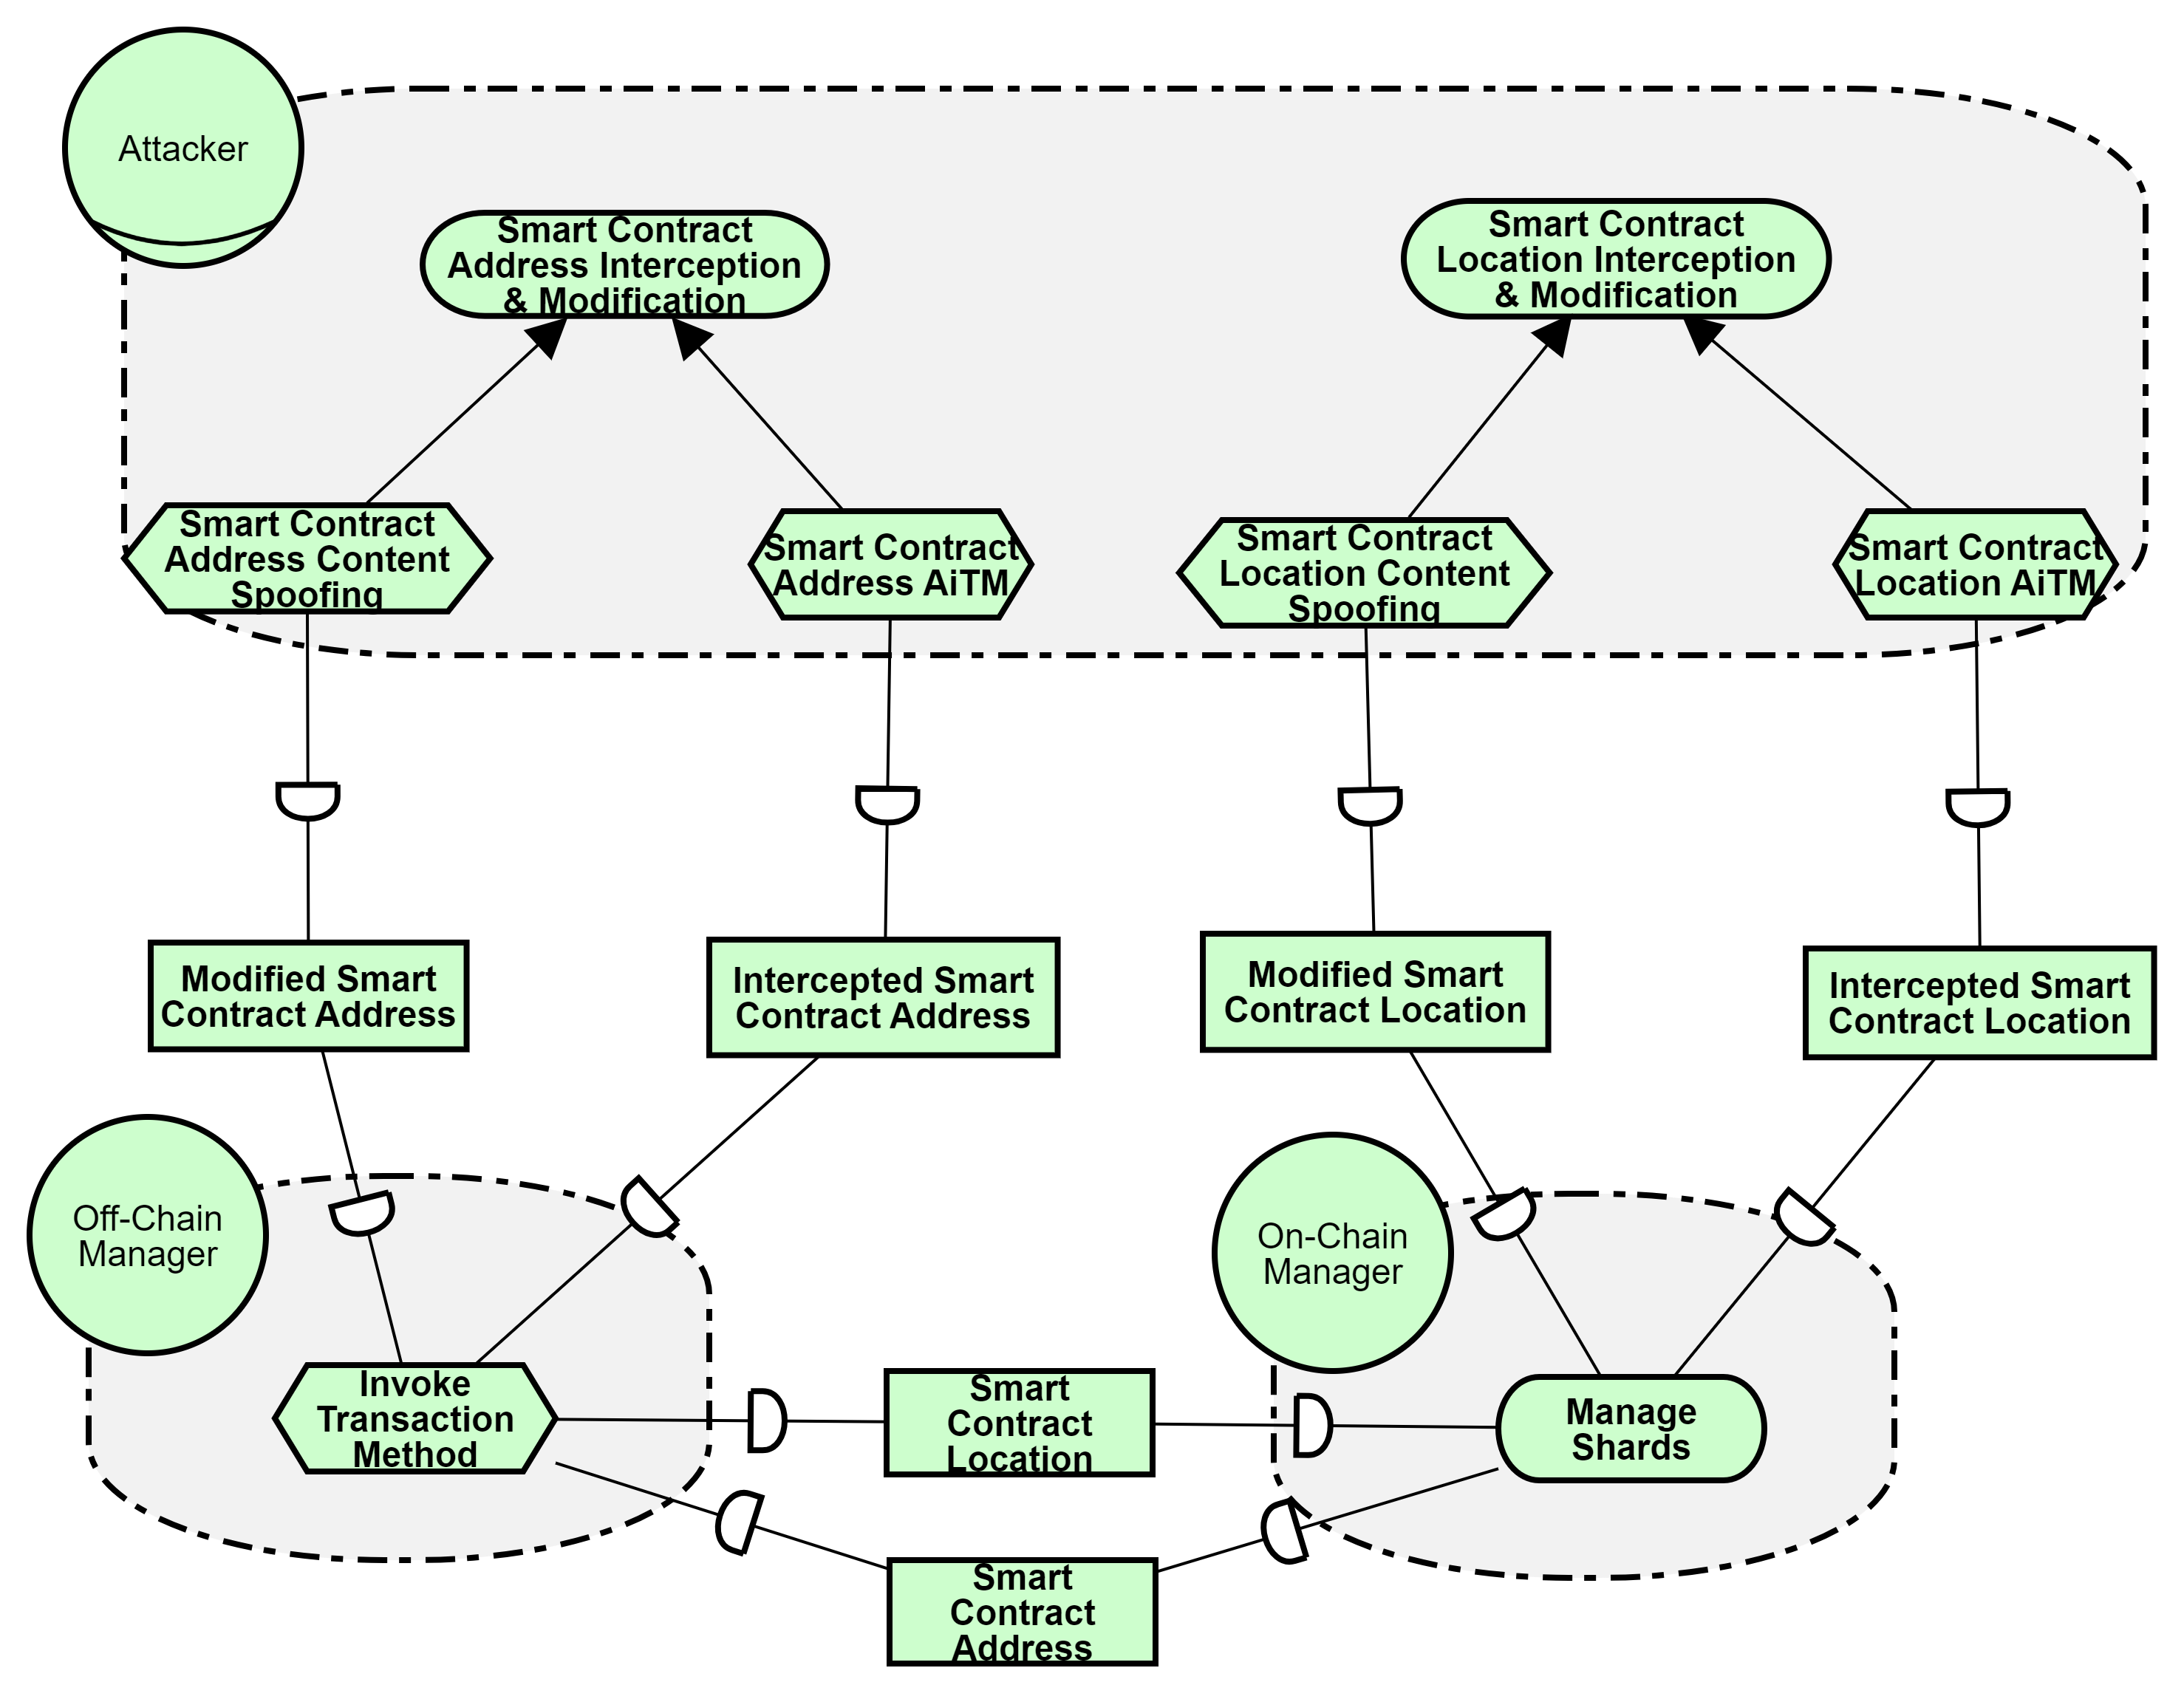 Attacker
Smart Contract
Address Interception
& Modification
Smart Contract
Location Interception
& Modification
Smart Contract
Address Content
Spoofing
Smart Contract
Address AiTM
Smart Contract
Location Content
Spoofing
Smart Contract
Location AiTM
Modified Smart
Contract Address
Intercepted Smart
Contract Address
Modified Smart
Contract Location
Intercepted Smart
Contract Location
Off-Chain
Manager
On-Chain
Manager
Invoke
Transaction
Method
Smart
Contract
Location
Manage
Shards
Smart
Contract
Address